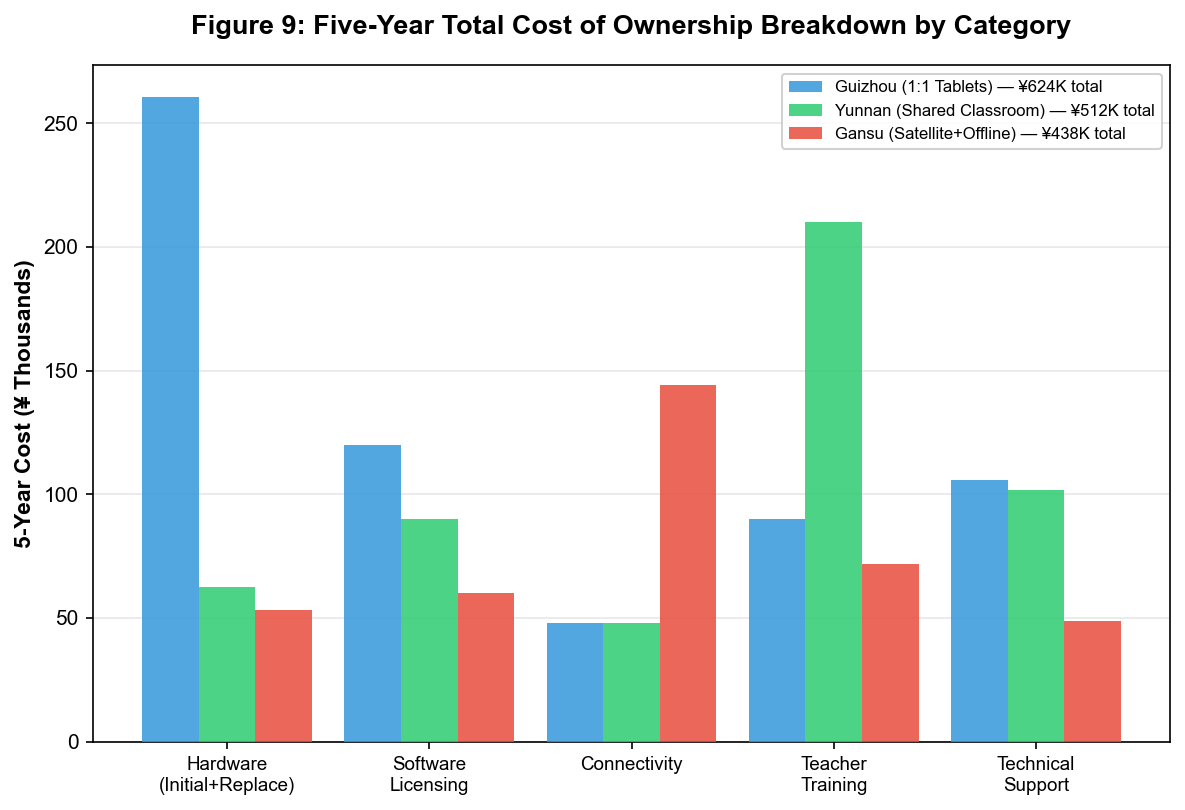 Figure 9: Five-Year Total Cost of Ownership Breakdown by Category
Guizhou (1:1 Tablets) — ¥624K total
Yunnan (Shared Classroom) — ¥512K total
Gansu (Satellite+Offline) — ¥438K total
5-Year Cost (¥ Thousands)
250
200
150
100
50
0
Hardware
(Initial+Replace)
Software
Licensing
Connectivity
Teacher
Training
Technical
Support